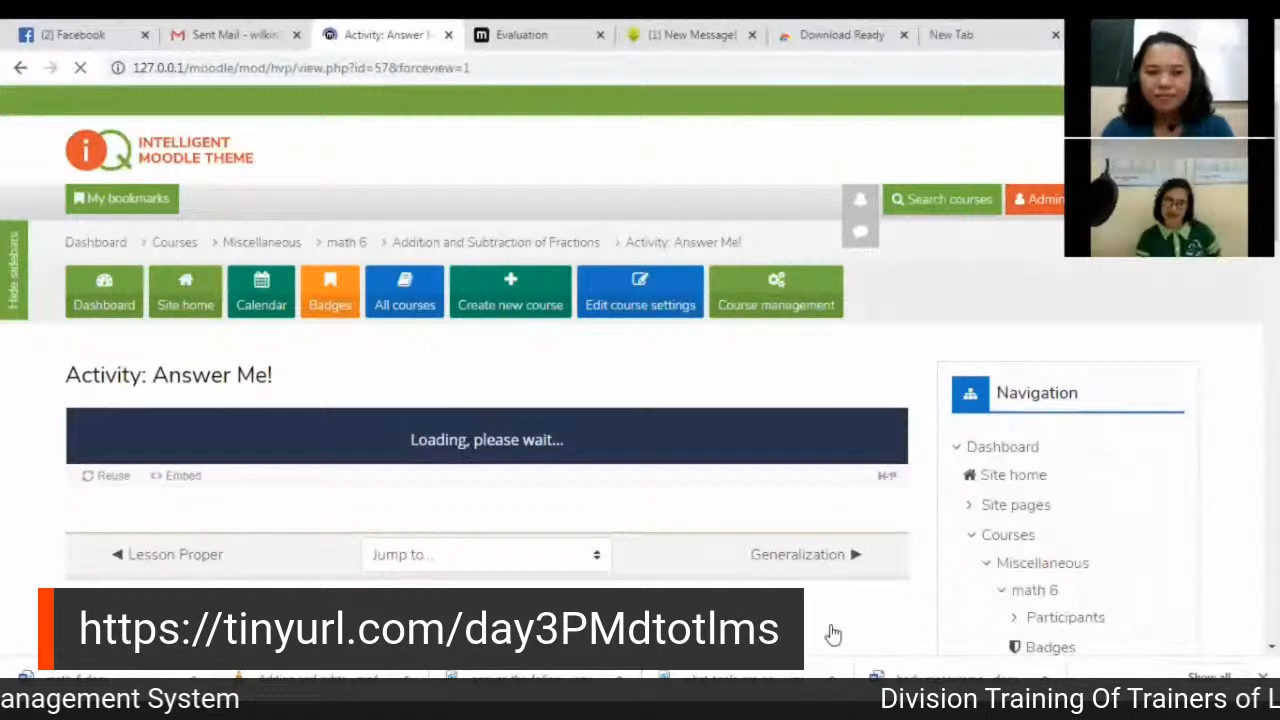 (2) Facebook
Sent Mail - wilkin
Activity: Answer
Evaluation
(1) New Message!
Download Ready
New Tab
127.0.0.1/moodle/mod/hvp/view.php?id=57&forceview=1
iQ INTELLIGENT
MOODLE THEME
My bookmarks
Search courses
Admin
Hide sidebars
Dashboard > Courses > Miscellaneous > math 6 > Addition and Subtraction of Fractions > Activity: Answer Me!
Dashboard
Site home
Calendar
Badges
All courses
Create new course
Edit course settings
Course management
Activity: Answer Me!
Loading, please wait...
Reuse
Embed
H-P
Lesson Proper
Jump to...
Generalization
Navigation
Dashboard
Site home
Site pages
Courses
Miscellaneous
math 6
Participants
Badges
https://tinyurl.com/day3PMdtotlms
Show all
anagement System
Division Training Of Trainers of L